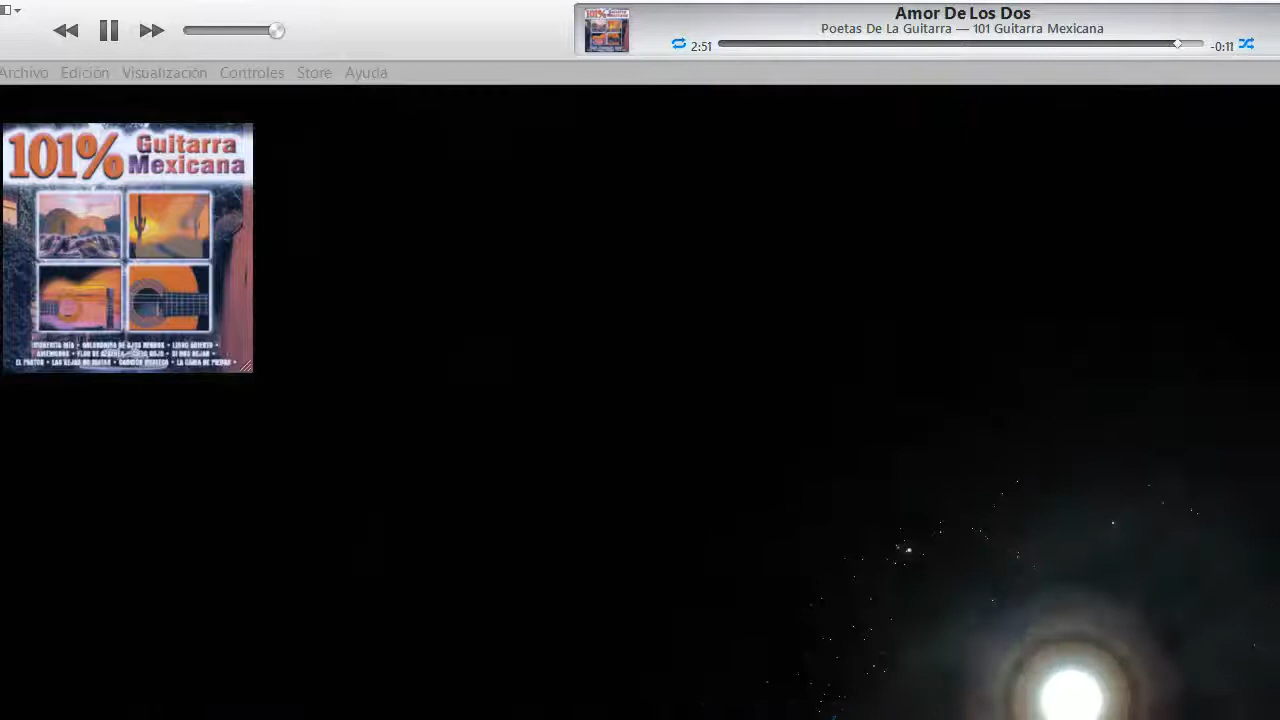 Amor De Los Dos
Poetas De La Guitarra — 101 Guitarra Mexicana
2:51
-0:11
Archivo Edición Visualización Controles Store Ayuda
101% Guitarra
Mexicana